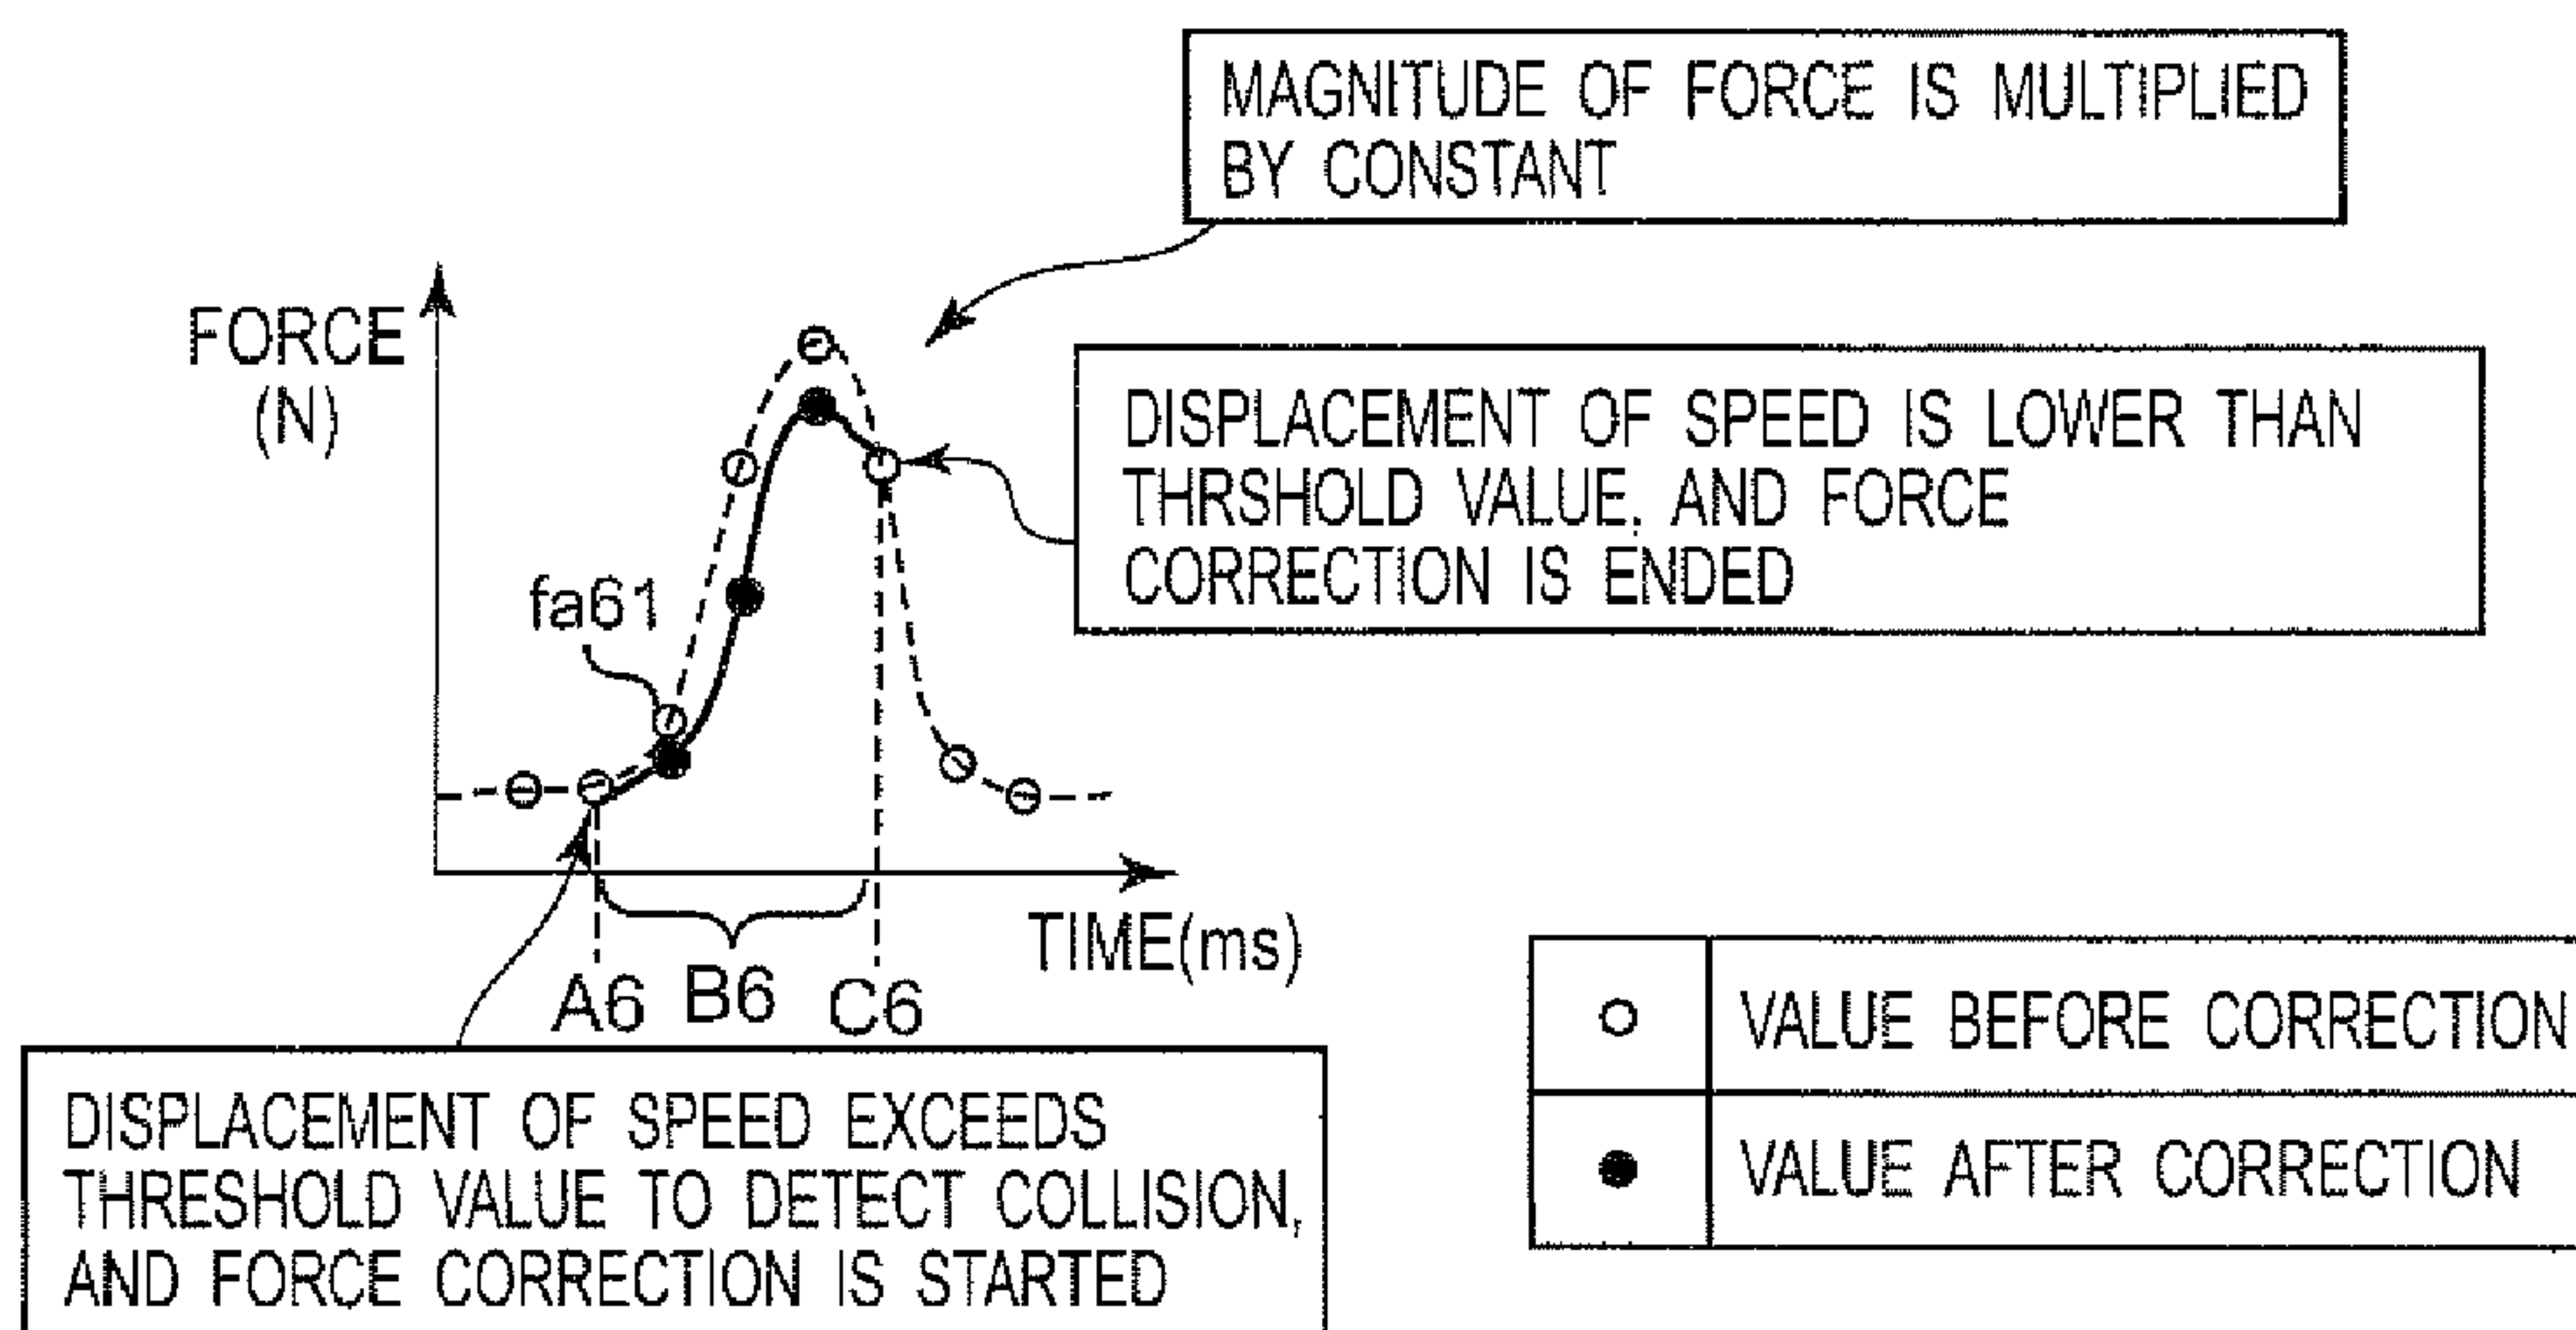 MAGNITUDE OF FORCE IS MULTIPLIED
BY CONSTANT
FORCE
(N)
DISPLACEMENT OF SPEED IS LOWER THAN
THRSHOLD VALUE, AND FORCE
CORRECTION IS ENDED
fa61
TIME(ms)
A6 B6 C6
DISPLACEMENT OF SPEED EXCEEDS
THRESHOLD VALUE TO DETECT COLLISION,
AND FORCE CORRECTION IS STARTED
VALUE BEFORE CORRECTION
VALUE AFTER CORRECTION